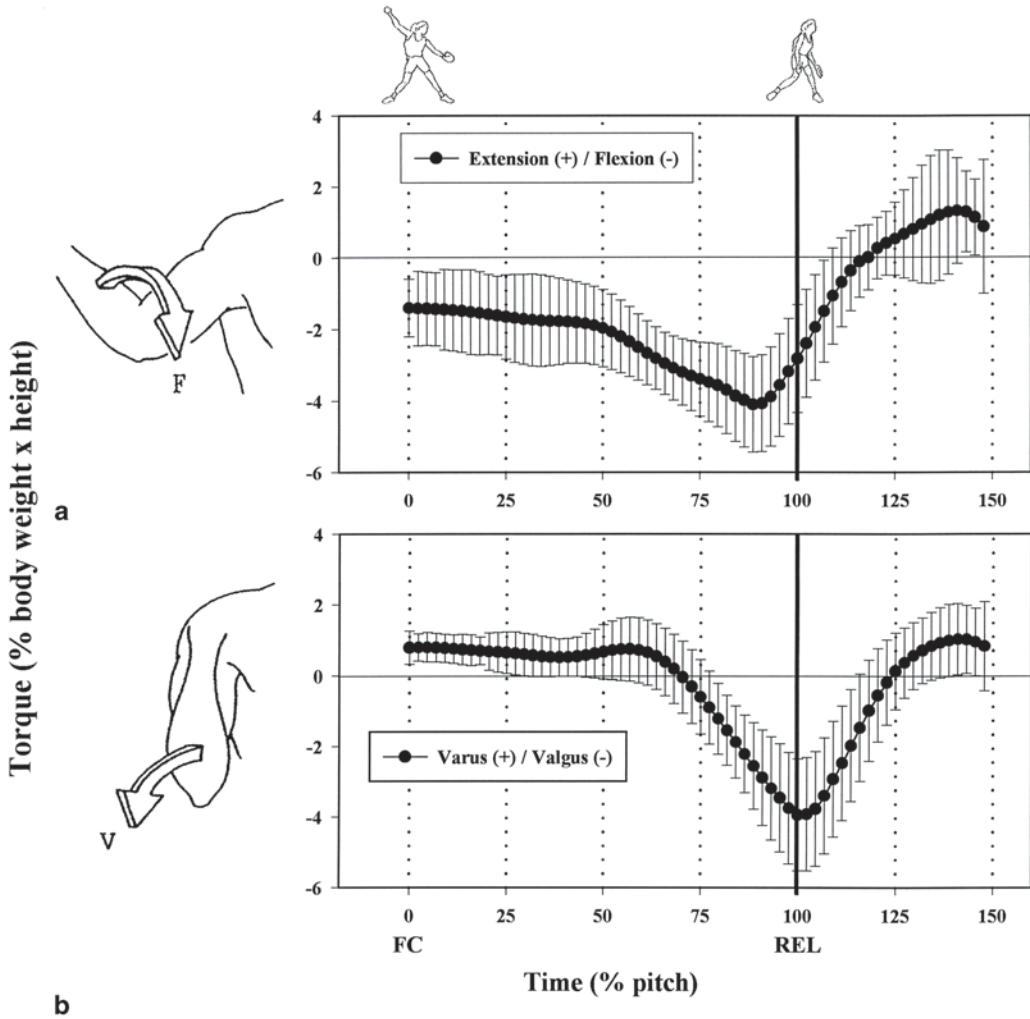 Torque (% body weight x height)
4
2
0
-2
-4
-6
Extension (+) / Flexion (-)
F
0 25 50 75 100 125 150
a
4
2
0
-2
-4
-6
Varus (+) / Valgus (-)
V
0 25 50 75 100 125 150
FC REL
Time (% pitch)
b